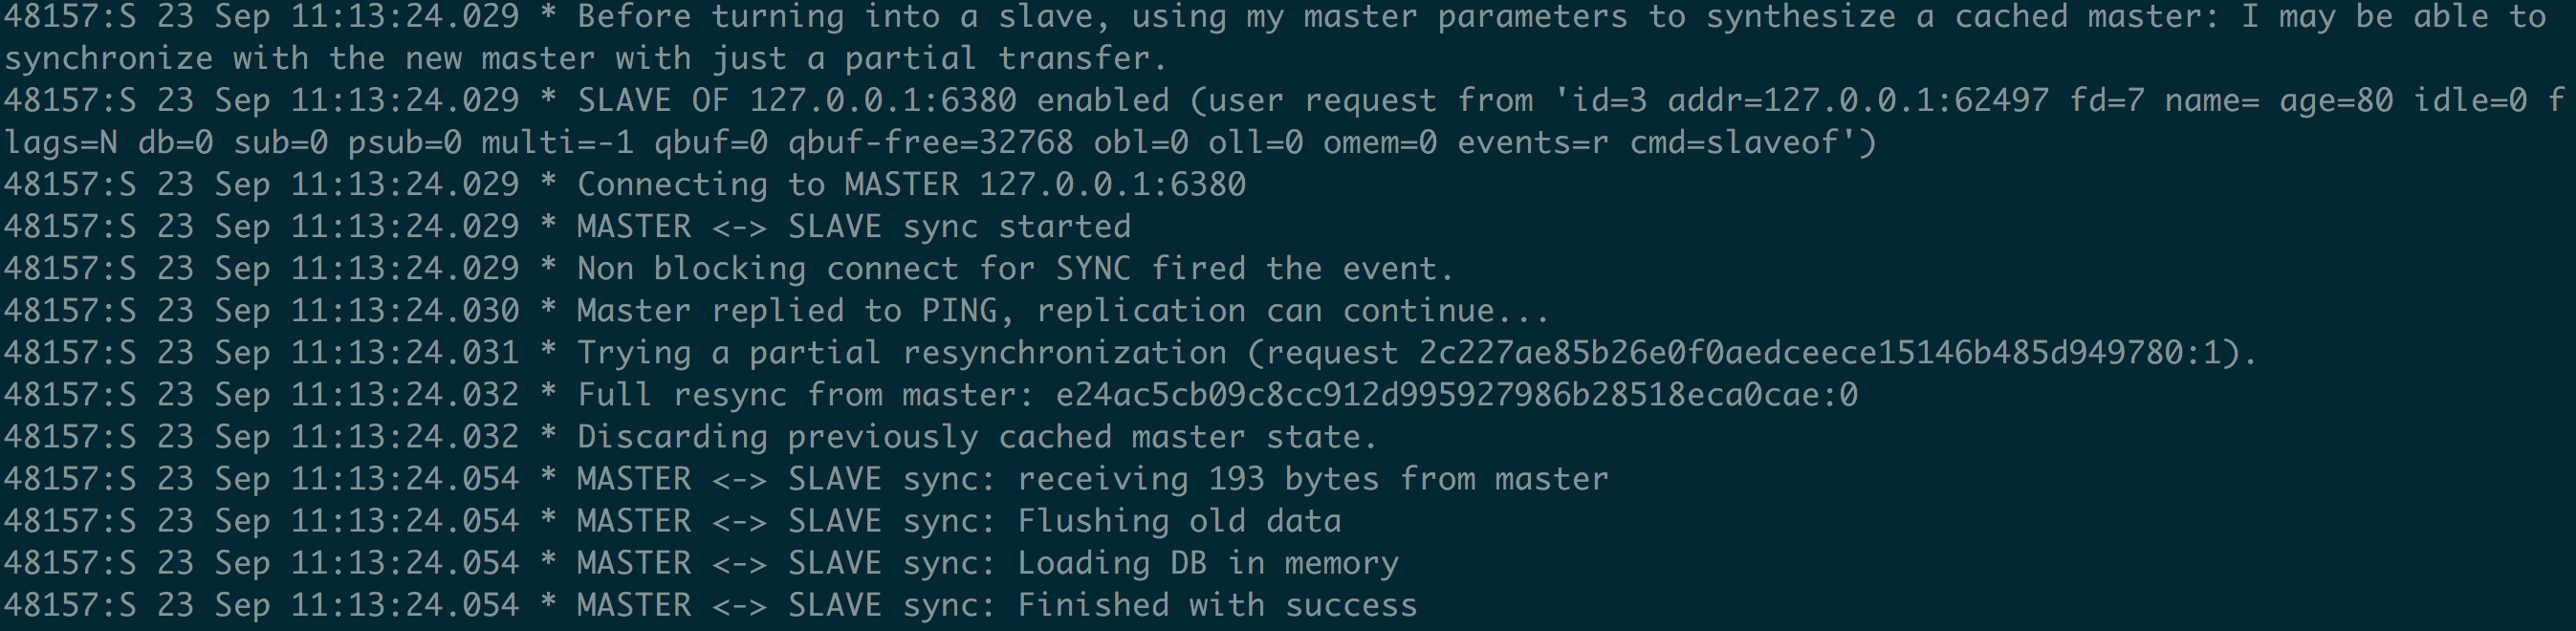 48157:S 23 Sep 11:13:24.029 * Before turning into a slave, using my master parameters to synthesize a cached master: I may be able to
synchronize with the new master with just a partial transfer.
48157:S 23 Sep 11:13:24.029 * SLAVE OF 127.0.0.1:6380 enabled (user request from 'id=3 addr=127.0.0.1:62497 fd=7 name= age=80 idle=0 f
lags=N db=0 sub=0 psub=0 multi=-1 qbuf=0 qbuf-free=32768 obl=0 oll=0 omem=0 events=r cmd=slaveof')
48157:S 23 Sep 11:13:24.029 * Connecting to MASTER 127.0.0.1:6380
48157:S 23 Sep 11:13:24.029 * MASTER <-> SLAVE sync started
48157:S 23 Sep 11:13:24.029 * Non blocking connect for SYNC fired the event.
48157:S 23 Sep 11:13:24.030 * Master replied to PING, replication can continue...
48157:S 23 Sep 11:13:24.031 * Trying a partial resynchronization (request 2c227ae85b26e0f0aedceece15146b485d949780:1).
48157:S 23 Sep 11:13:24.032 * Full resync from master: e24ac5cb09c8cc912d995927986b28518eca0cae:0
48157:S 23 Sep 11:13:24.032 * Discarding previously cached master state.
48157:S 23 Sep 11:13:24.054 * MASTER <-> SLAVE sync: receiving 193 bytes from master
48157:S 23 Sep 11:13:24.054 * MASTER <-> SLAVE sync: Flushing old data
48157:S 23 Sep 11:13:24.054 * MASTER <-> SLAVE sync: Loading DB in memory
48157:S 23 Sep 11:13:24.054 * MASTER <-> SLAVE sync: Finished with success